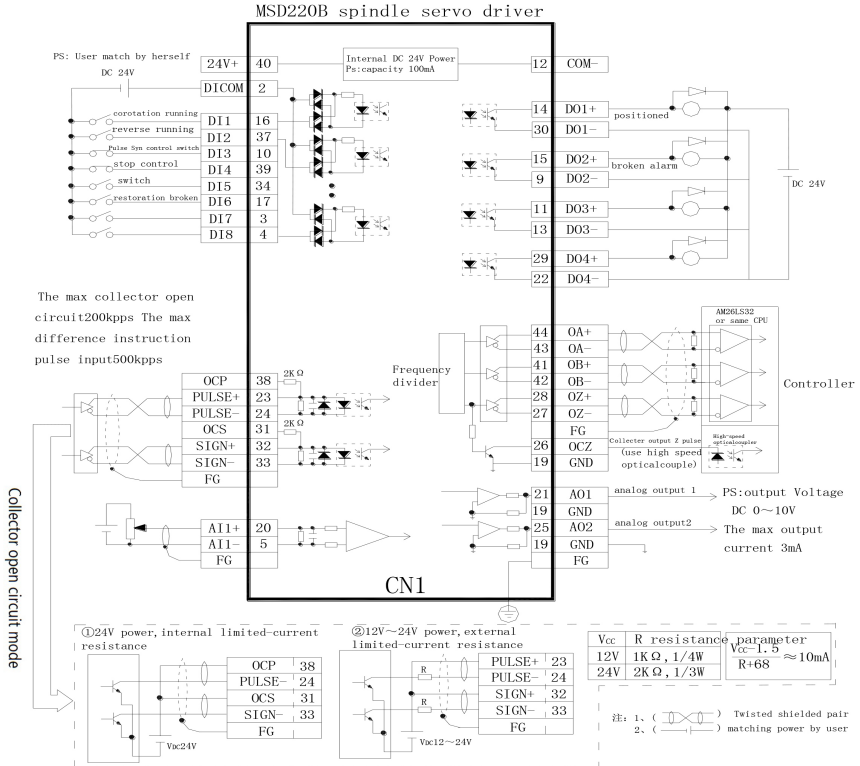 MSD220B spindle servo driver
PS: User match by herself
DC 24V
24V+ 40
DICOM 2
corotation running DI1 16
reverse running DI2 37
Pulse Syn control switch DI3 10
stop control DI4 39
switch DI5 34
restoration broken DI6 17
DI7 3
DI8 4
Internal DC 24V Power
Ps:capacity 100mA
12 COM-
14 DO1+ positioned
30 DO1-
15 DO2+ broken alarm
9 DO2-
11 DO3+
13 DO3-
29 DO4+
22 DO4-
DC 24V
The max collector open
circuit200kpps The max
difference instruction
pulse input500kpps
OCP 38 2KΩ
PULSE+ 23
PULSE- 24
OCS 31 2KΩ
SIGN+ 32
SIGN- 33
FG
AI1+ 20
AI1- 5
FG
Frequency
divider
44 OA+
43 OA-
41 OB+
42 OB-
28 OZ+
27 OZ-
FG
26 OCZ
19 GND
AM26LS32
or same CPU
Controller
Collecter output Z pulse
(use high speed
opticalcouple)
High-speed
opticalcoupler
21 AO1 analog output 1
19 GND
25 AO2 analog output2
19 GND
FG
PS:output Voltage
DC 0～10V
The max output
current 3mA
CN1
Collector open circuit mode
①24V power,internal limited-current
resistance
OCP 38
PULSE- 24
OCS 31
SIGN- 33
FG
VDC24V
②12V～24V power,external
limited-current resistance
R
R
PULSE+ 23
PULSE- 24
SIGN+ 32
SIGN- 33
FG
VDC12～24V
Vcc R resistance parameter
12V 1KΩ,1/4W
24V 2KΩ,1/3W
Vcc-1.5
R+68
≈10mA
注: 1、( ) Twisted shielded pair
2、( ) matching power by user